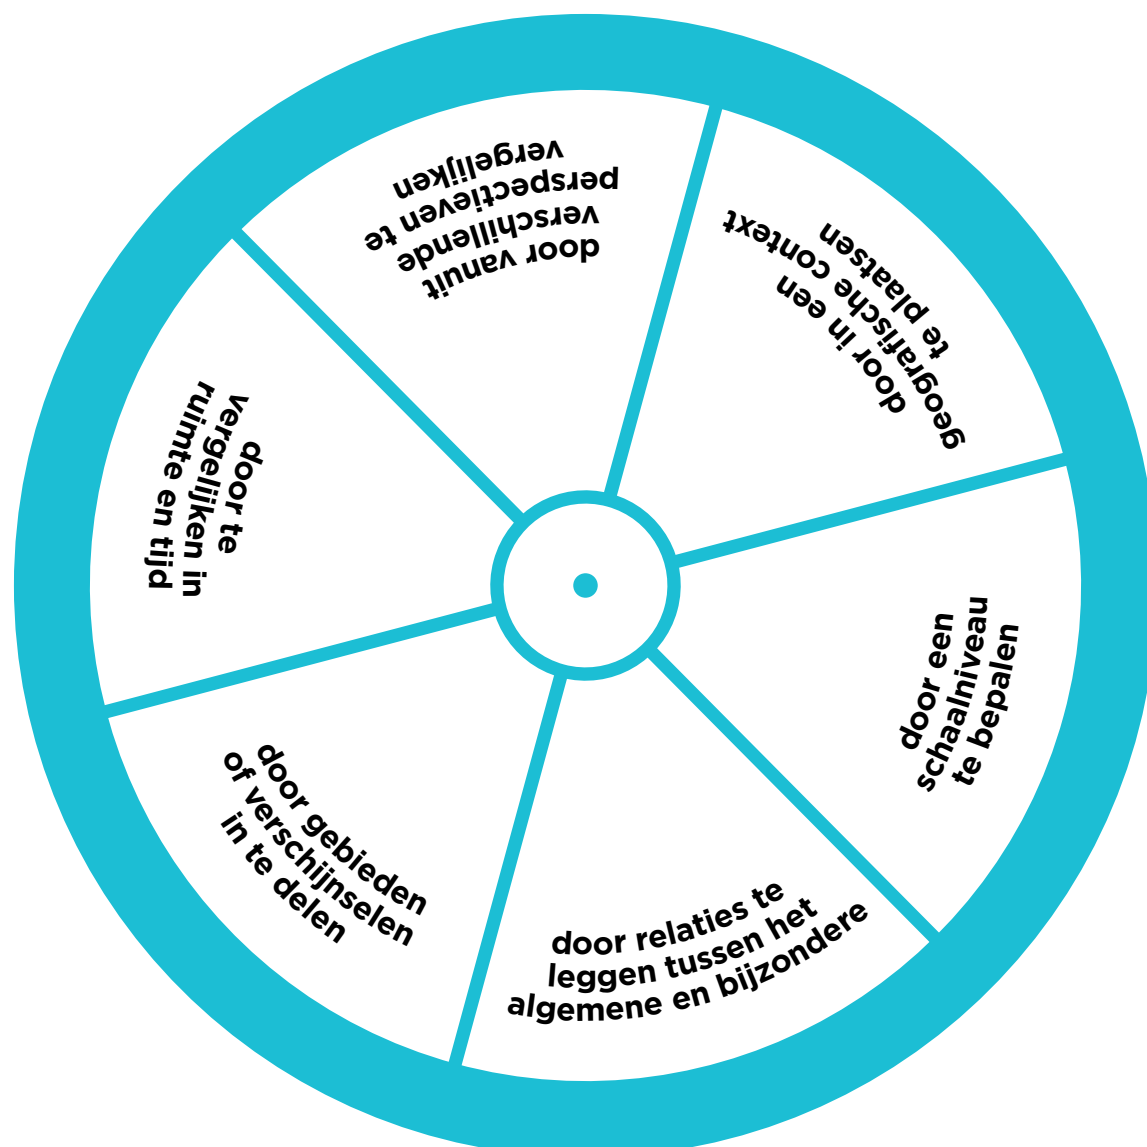 door vanuit
verschillende
perspectieven te
vergelijken
door in een
geografische context
te plaatsen
door een
schaalniveau
te bepalen
door relaties te
leggen tussen het
algemene en bijzondere
door gebieden
of verschijnselen
in te delen
door te
vergelijken in
ruimte en tijd